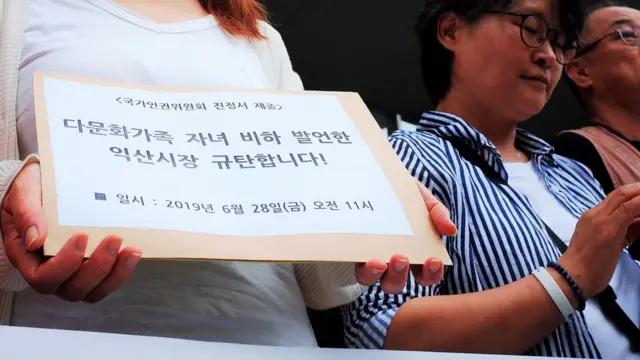 <국가인권위원회 진정서 제출>
다문화가족 자녀 비하 발언한
익산시장 규탄합니다!
■ 일시 : 2019년 6월 28일(금) 오전 11시